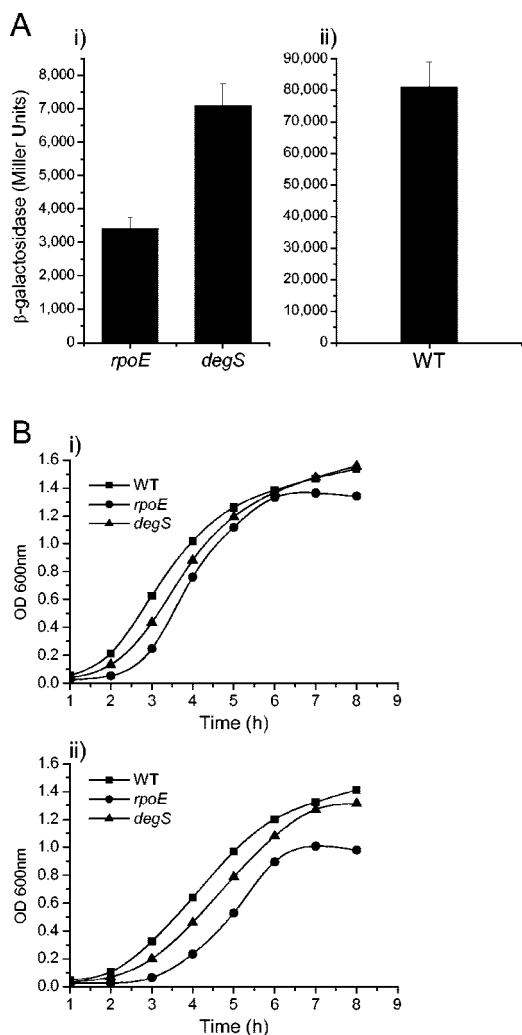 A
i)
β-galactosidase (Miller Units)
8,000
7,000
6,000
5,000
4,000
3,000
2,000
1,000
0
rpoE degS
ii)
90,000
80,000
70,000
60,000
50,000
40,000
30,000
20,000
10,000
0
WT
B
i)
OD 600nm
1.6
1.4
1.2
1.0
0.8
0.6
0.4
0.2
0.0
WT
rpoE
degS
1 2 3 4 5 6 7 8 9
Time (h)
ii)
OD 600nm
1.6
1.4
1.2
1.0
0.8
0.6
0.4
0.2
0.0
WT
rpoE
degS
1 2 3 4 5 6 7 8 9
Time (h)